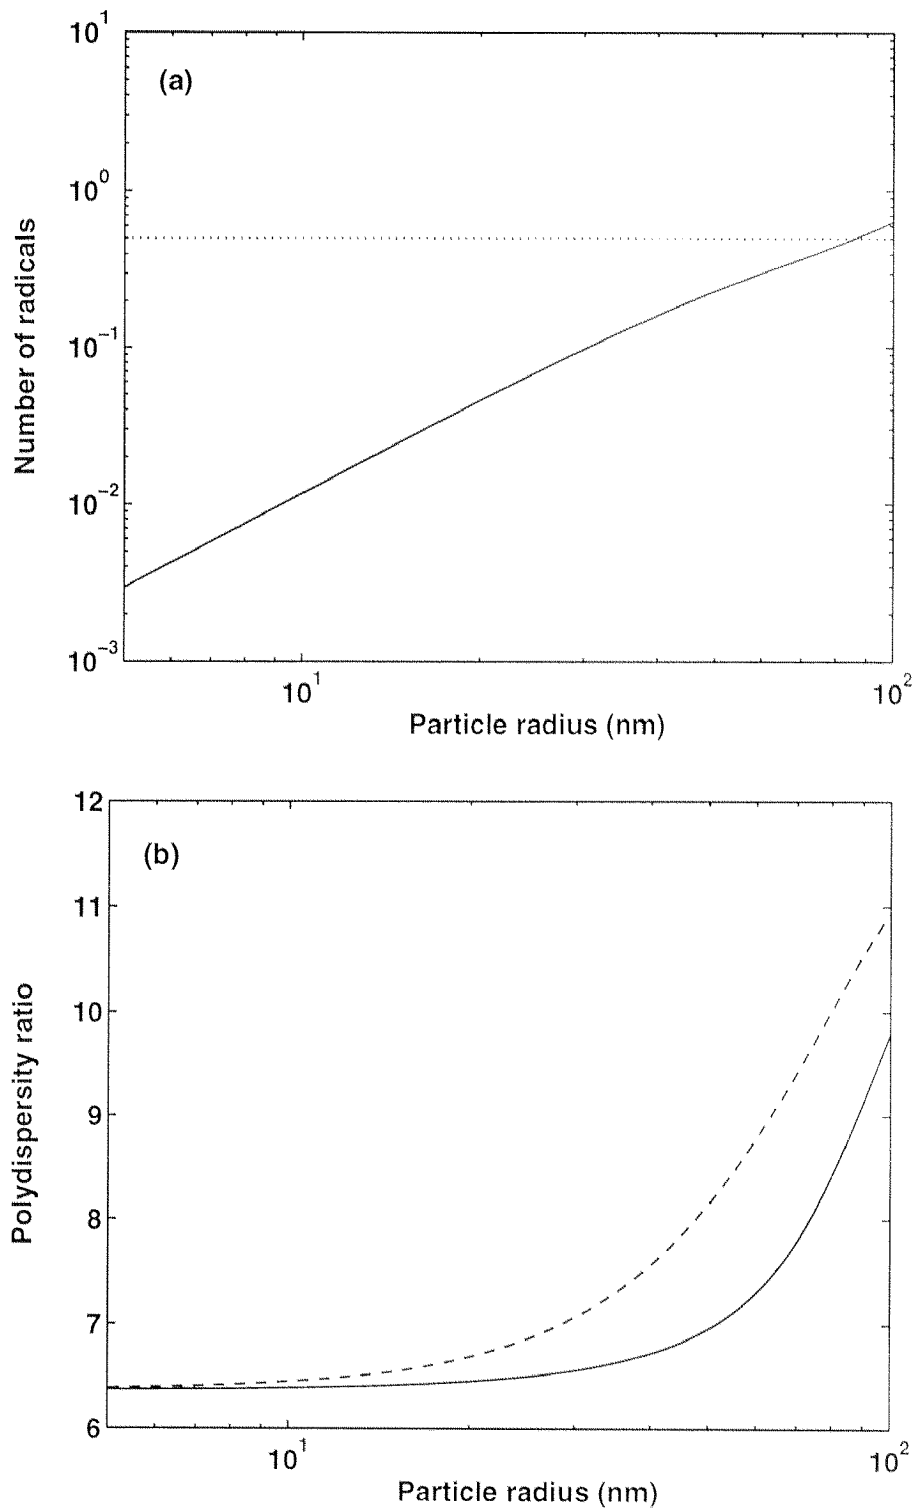 (a)
10^1
10^0
10^−1
10^−2
10^−3
Number of radicals
10^1
10^2
Particle radius (nm)
(b)
12
11
10
9
8
7
6
Polydispersity ratio
10^1
10^2
Particle radius (nm)